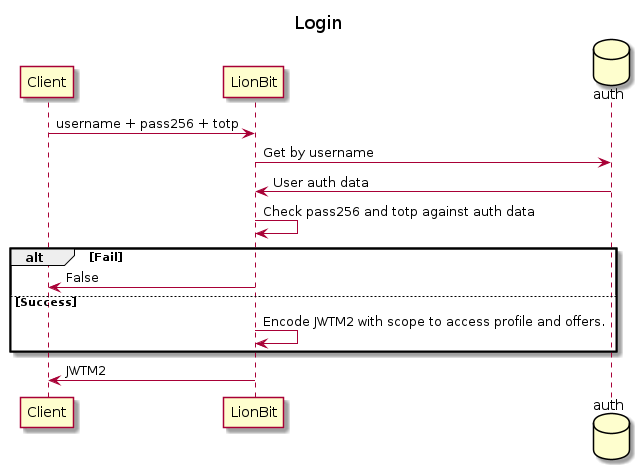 Login
Client
LionBit
auth
username + pass256 + totp
Get by username
User auth data
Check pass256 and totp against auth data
alt [Fail]
False
[Success]
Encode JWTM2 with scope to access profile and offers.
JWTM2
Client
LionBit
auth